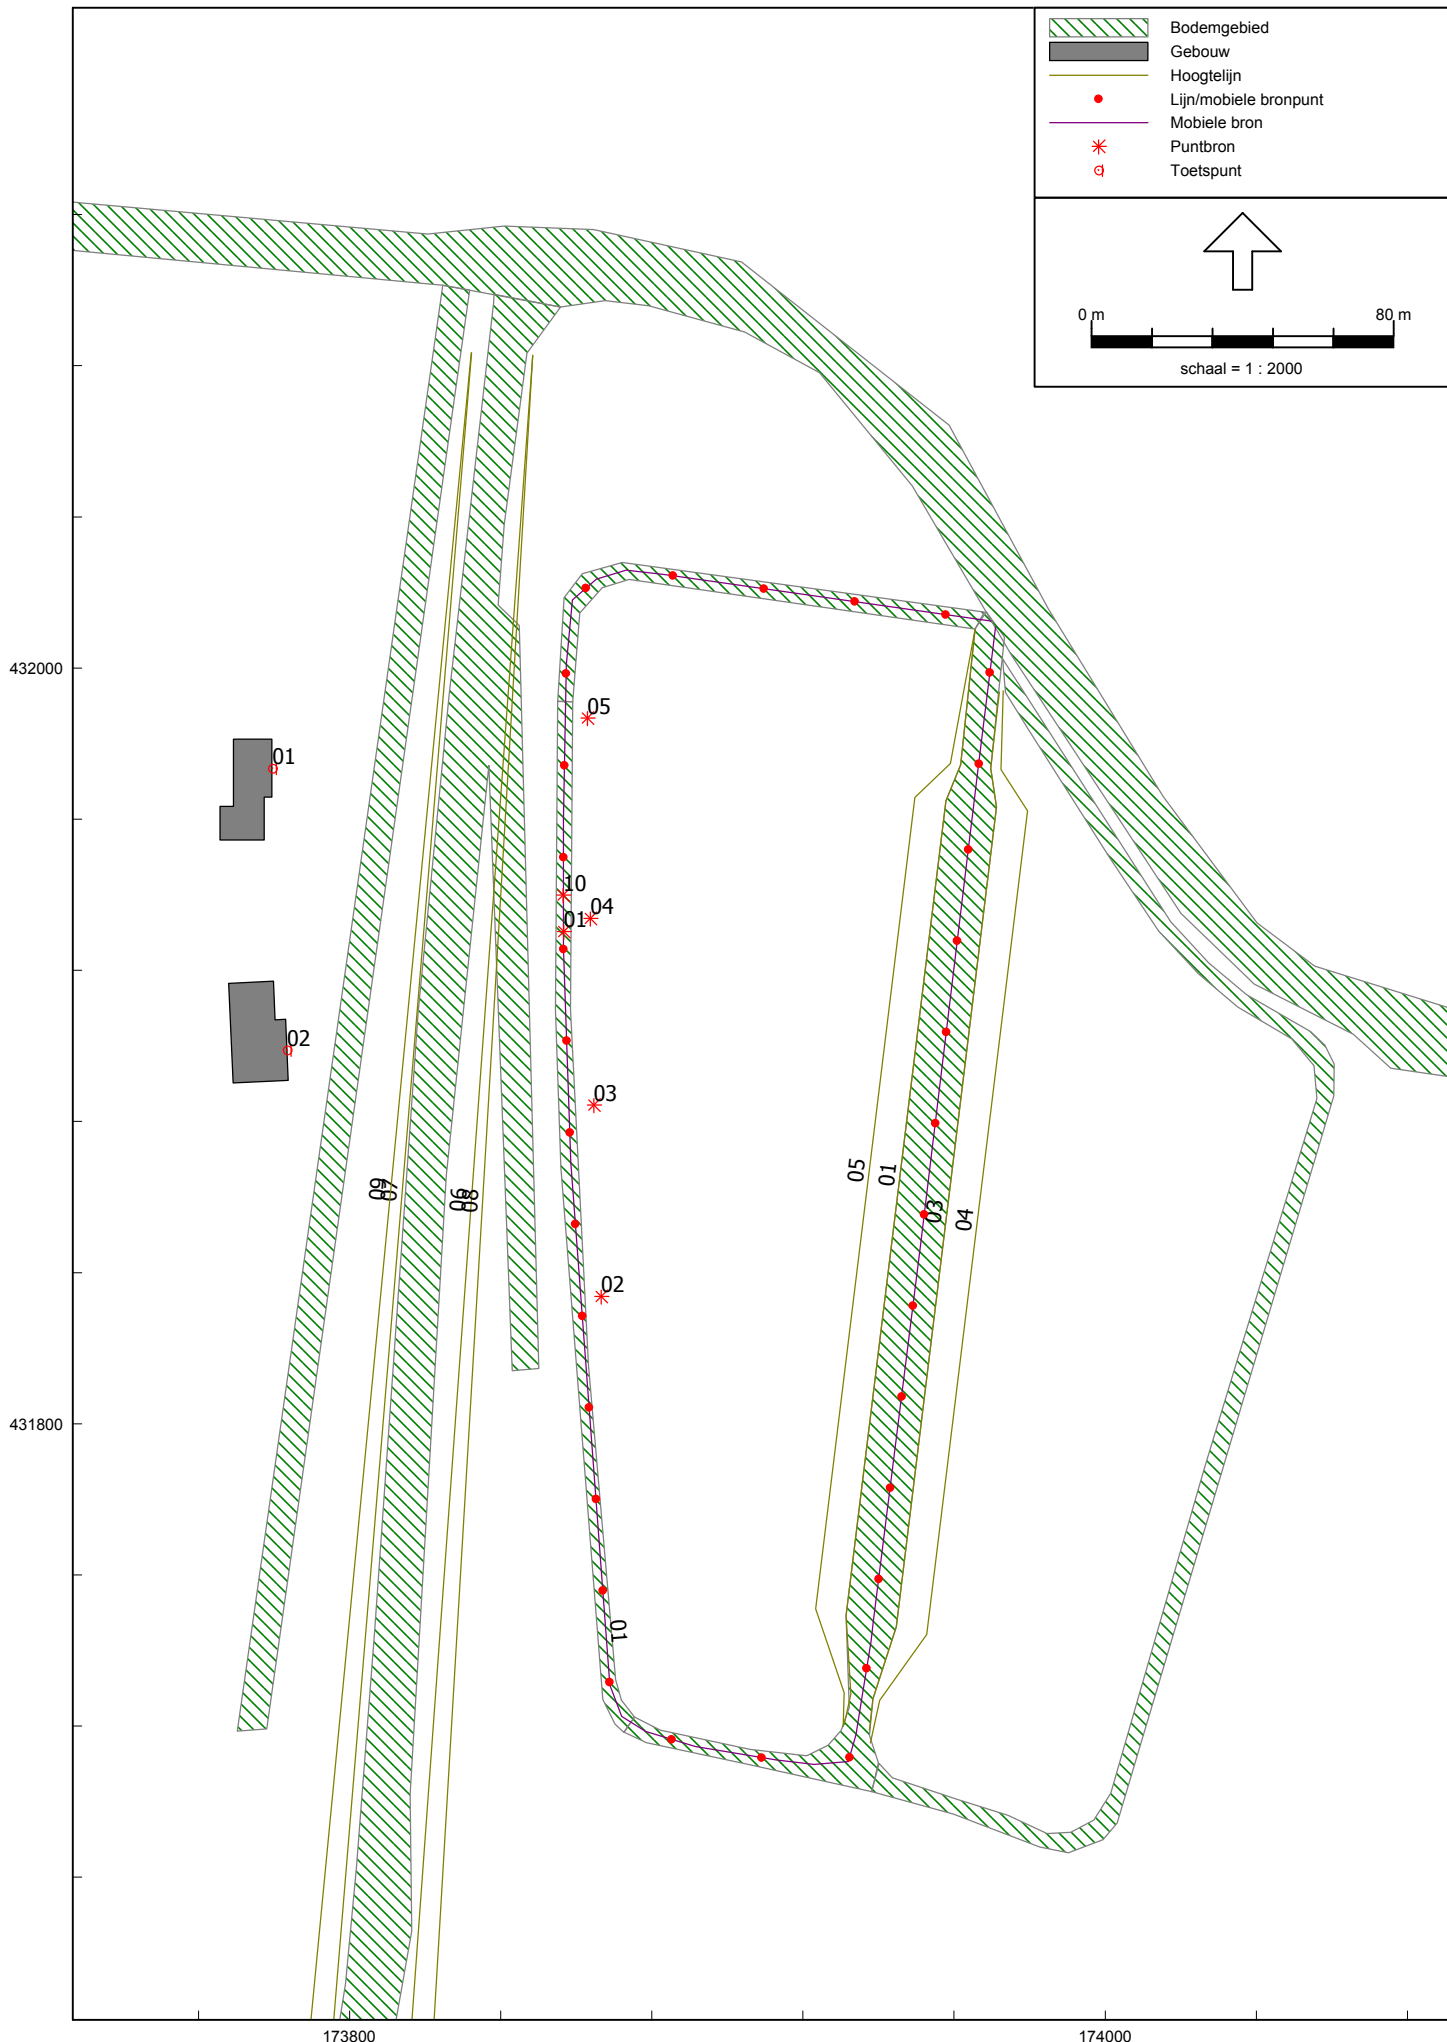 Bodemgebied
Gebouw
Hoogtelijn
Lijn/mobiele bronpunt
Mobiele bron
Puntbron
Toetspunt
0 m 80 m
schaal = 1 : 2000
432000
05
01
10
04
01
02
03
09
07
06
08
05
01
03
04
02
431800
01
173800 174000